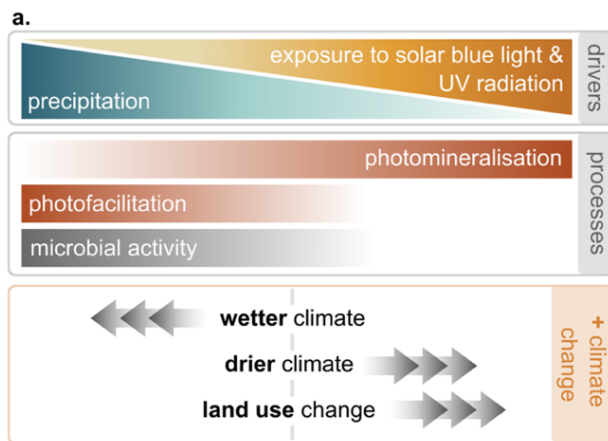 a.
exposure to solar blue light &
UV radiation
precipitation
drivers
photomineralisation
photofacilitation
microbial activity
processes
wetter climate
drier climate
land use change
+ climate
change